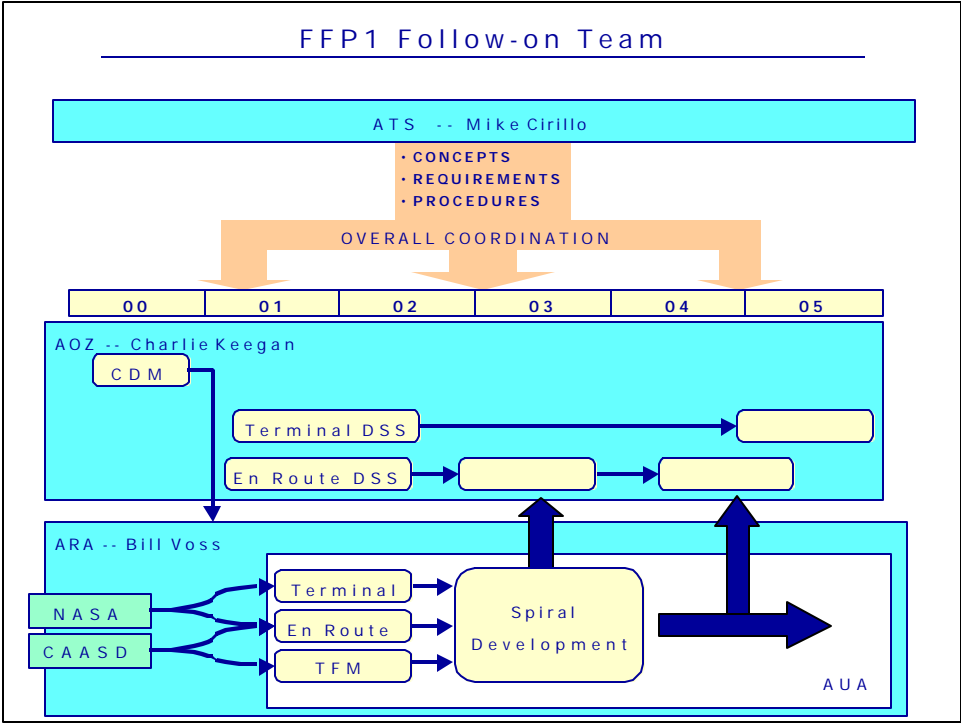 FFP1 Follow-on Team
ATS -- Mike Cirillo
• CONCEPTS
• REQUIREMENTS
• PROCEDURES
OVERALL COORDINATION
00 01 02 03 04 05
AOZ -- Charlie Keegan
CDM
Terminal DSS
En Route DSS
ARA -- Bill Voss
NASA
CAASD
Terminal
En Route
TFM
Spiral
Development
AUA